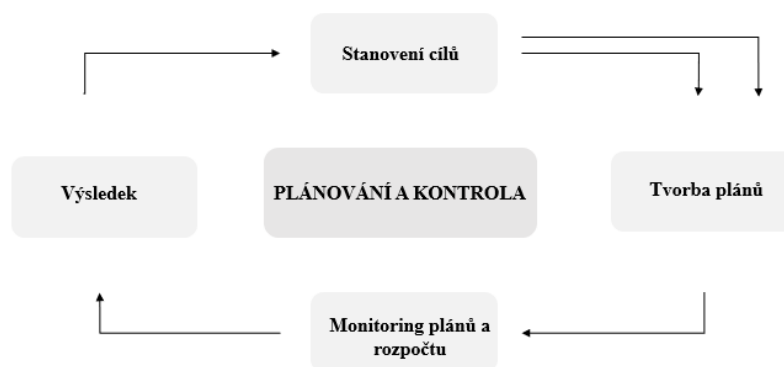 Stanovení cílů
Výsledek
PLÁNOVÁNÍ A KONTROLA
Tvorba plánů
Monitoring plánů a
rozpočtu